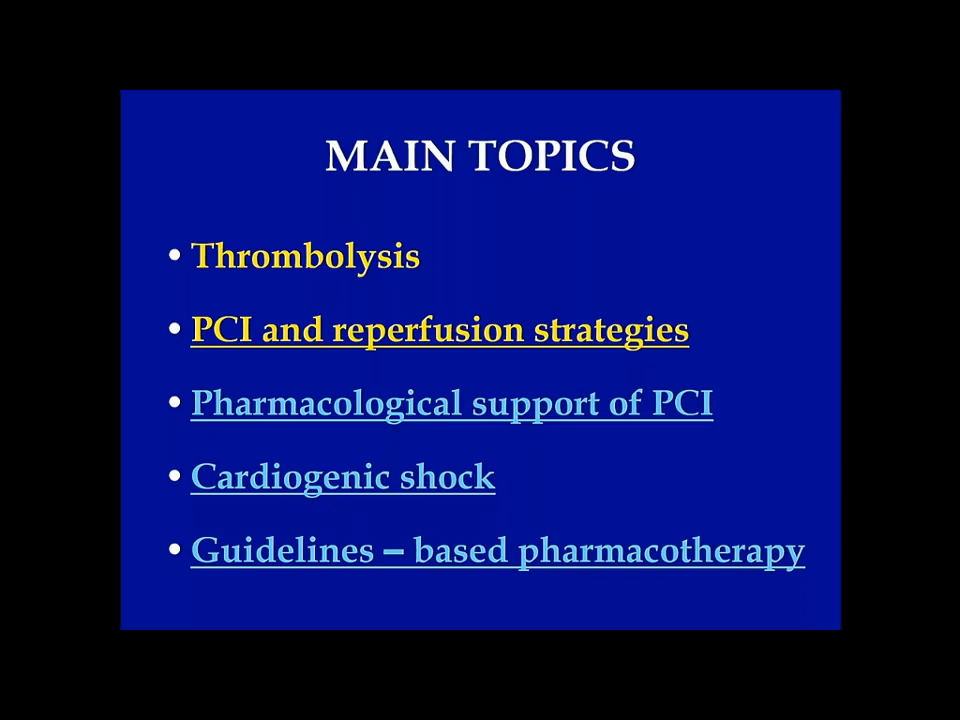 MAIN TOPICS
• Thrombolysis
• PCI and reperfusion strategies
• Pharmacological support of PCI
• Cardiogenic shock
• Guidelines – based pharmacotherapy